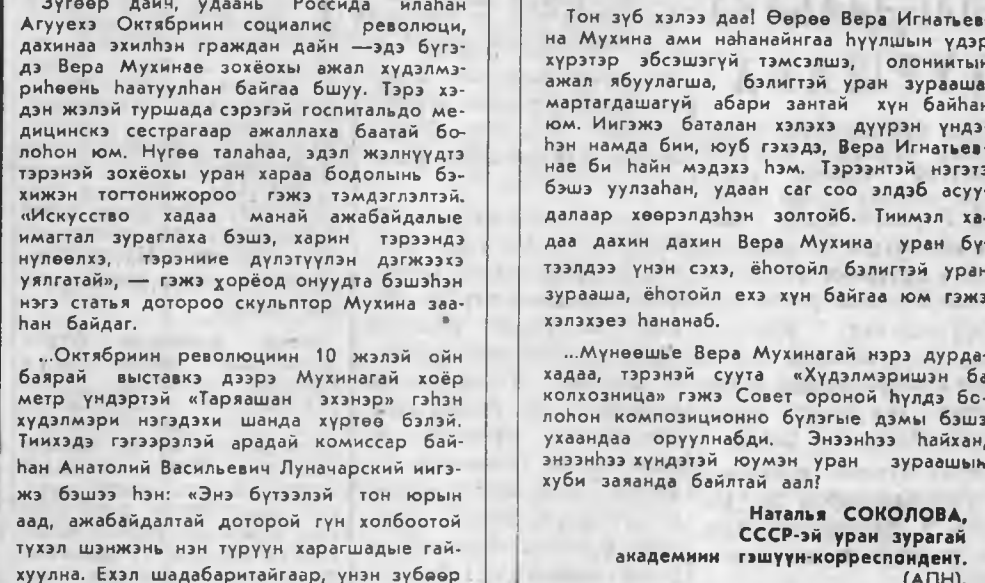 Зүгөөр дайн, удаань Россида илаһан
Агууехэ Октябриин социалис революци,
дахинаа эхилһэн граждан дайн —эдэ бүгэ-
дэ Вера Мухинае зохёохы ажал хүдэлмэ-
риһөөнь һаатуулһан байгаа бшуу. Тэрэ хэ-
дэн жэлэй туршада сэрэгэй госпитальдо ме-
дицинскэ сестрагаар ажаллаха баатай бо-
лоһон юм. Нүгөө талаһаа, эдэл жэлнүүдтэ
тэрэнэй зохёохы уран хараа бодолынь бэ-
хижэн тогтонижороо гэжэ тэмдэглэлтэй.
«Искусство хадаа манай ажабайдалые
имагтал зураглаха бэшэ, харин тэрээндэ
нүлөөлхэ, тэрэниие дүлэтүүлэн дэгжээхэ
уялгатай», — гэжэ хорёод онуудта бэшэһэн
нэгэ статья дотороо скульптор Мухина заа-
һан байдаг.
...Октябриин революциин 10 жэлэй ойн
баярай выставкэ дээрэ Мухинагай хоёр
метр үндэртэй «Таряашан эхэнэр» гэһэн
хүдэлмэри нэгэдэхи шанда хүртөө бэлэй.
Тиихэдэ гэгээрэлэй арадай комиссар бай-
һан Анатолий Васильевич Луначарский иигэ-
жэ бэшээ һэн: «Энэ бүтээлэй тон юрын
аад, ажабайдалтай доторой гүн холбоотой
түхэл шэнжэнь нэн түрүүн харагшадые гай-
хуулна. Ехэл шадабаритайгаар, үнэн зүбөөр
Тон зүб хэлээ даа! Өөрөө Вера Игнатьев-
на Мухина ами наһанайнгаа һүүлшын үдэр
хүрэтэр эбсэшэгүй тэмсэлшэ, олониитын
ажал ябуулагша, бэлигтэй уран зурааша,
мартагдашагүй абари зантай хүн байһан
юм. Иигэжэ баталан хэлэхэ дүүрэн үндэ-
һэн намда бии, юуб гэхэдэ, Вера Игнатьев-
нае би һайн мэдэхэ һэм. Тэрээнтэй нэгэтэ
бэшэ уулзаһан, удаан саг соо элдэб асуу-
далаар хөөрэлдэһэн золтойб. Тиимэл ха-
даа дахин дахин Вера Мухина уран бү-
тээлдээ үнэн сэхэ, ёһотойл бэлигтэй уран
зурааша, ёһотойл ехэ хүн байгаа юм гэжэ
хэлэхэеэ һананаб.
...Мүнөөшье Вера Мухинагай нэрэ дурда-
хадаа, тэрэнэй суута «Хүдэлмэришэн ба
колхозница» гэжэ Совет ороной һүлдэ бо-
лоһон композиционно бүлэгые дэмы бэшэ
ухаандаа оруулнабди. Энээнһээ һайхан,
энээнһээ хүндэтэй юумэн уран зураашын
хуби заяанда байлтай аал?
Наталья СОКОЛОВА,
СССР-эй уран зурагай
академиин гэшүүн-корреспондент.
(АПН).